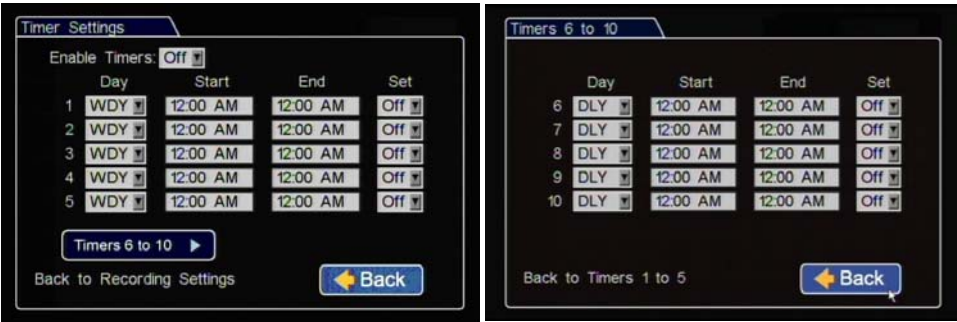 Timer Settings
Enable Timers: Off
Day Start End Set
1 WDY 12:00 AM 12:00 AM Off
2 WDY 12:00 AM 12:00 AM Off
3 WDY 12:00 AM 12:00 AM Off
4 WDY 12:00 AM 12:00 AM Off
5 WDY 12:00 AM 12:00 AM Off
Timers 6 to 10
Back to Recording Settings Back
Timers 6 to 10
Day Start End Set
6 DLY 12:00 AM 12:00 AM Off
7 DLY 12:00 AM 12:00 AM Off
8 DLY 12:00 AM 12:00 AM Off
9 DLY 12:00 AM 12:00 AM Off
10 DLY 12:00 AM 12:00 AM Off
Back to Timers 1 to 5 Back